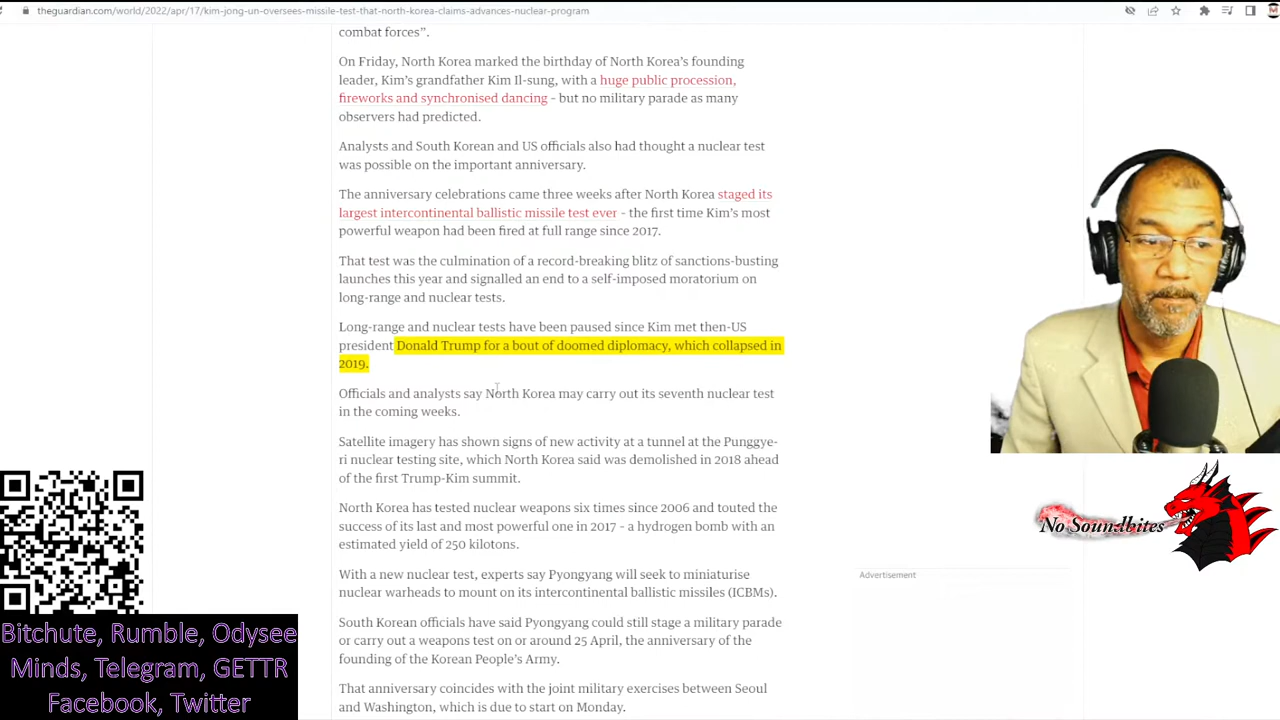 theguardian.com/world/2022/apr/17/kim-jong-un-oversees-missile-test-that-north-korea-claims-advances-nuclear-program
combat forces”.
On Friday, North Korea marked the birthday of North Korea’s founding
leader, Kim’s grandfather Kim Il-sung, with a huge public procession,
fireworks and synchronised dancing – but no military parade as many
observers had predicted.
Analysts and South Korean and US officials also had thought a nuclear test
was possible on the important anniversary.
The anniversary celebrations came three weeks after North Korea staged its
largest intercontinental ballistic missile test ever – the first time Kim’s most
powerful weapon had been fired at full range since 2017.
That test was the culmination of a record-breaking blitz of sanctions-busting
launches this year and signalled an end to a self-imposed moratorium on
long-range and nuclear tests.
Long-range and nuclear tests have been paused since Kim met then-US
president Donald Trump for a bout of doomed diplomacy, which collapsed in
2019.
Officials and analysts say North Korea may carry out its seventh nuclear test
in the coming weeks.
Satellite imagery has shown signs of new activity at a tunnel at the Punggye-
ri nuclear testing site, which North Korea said was demolished in 2018 ahead
of the first Trump-Kim summit.
North Korea has tested nuclear weapons six times since 2006 and touted the
success of its last and most powerful one in 2017 – a hydrogen bomb with an
estimated yield of 250 kilotons.
With a new nuclear test, experts say Pyongyang will seek to miniaturise
nuclear warheads to mount on its intercontinental ballistic missiles (ICBMs).
South Korean officials have said Pyongyang could still stage a military parade
or carry out a weapons test on or around 25 April, the anniversary of the
founding of the Korean People’s Army.
That anniversary coincides with the joint military exercises between Seoul
and Washington, which is due to start on Monday.
Advertisement
No Soundbites
Bitchute, Rumble, Odysee
Minds, Telegram, GETTR
Facebook, Twitter